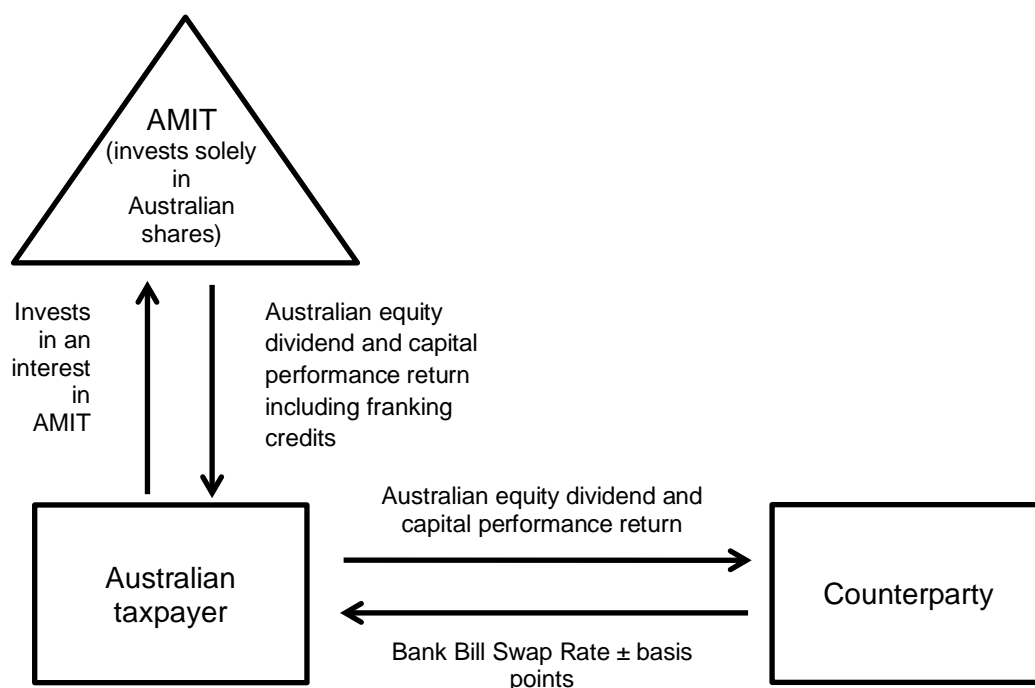 AMIT
(invests solely
in
Australian
shares)
Invests
in an
interest
in
AMIT
Australian equity
dividend and capital
performance return
including franking
credits
Australian equity dividend and
capital performance return
Australian
taxpayer
Counterparty
Bank Bill Swap Rate ± basis
points